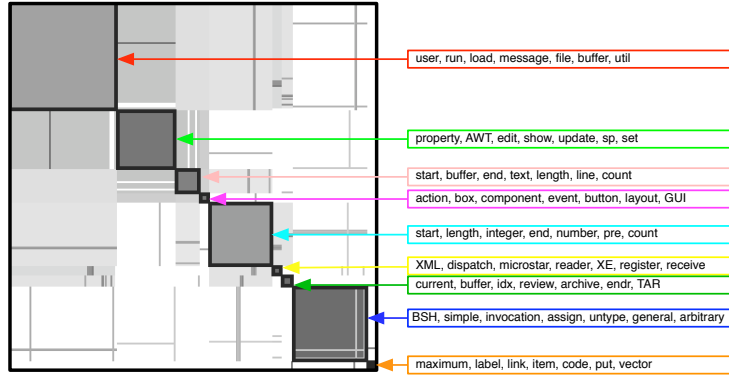 user, run, load, message, file, buffer, util
property, AWT, edit, show, update, sp, set
start, buffer, end, text, length, line, count
action, box, component, event, button, layout, GUI
start, length, integer, end, number, pre, count
XML, dispatch, microstar, reader, XE, register, receive
current, buffer, idx, review, archive, endr, TAR
BSH, simple, invocation, assign, untype, general, arbitrary
maximum, label, link, item, code, put, vector